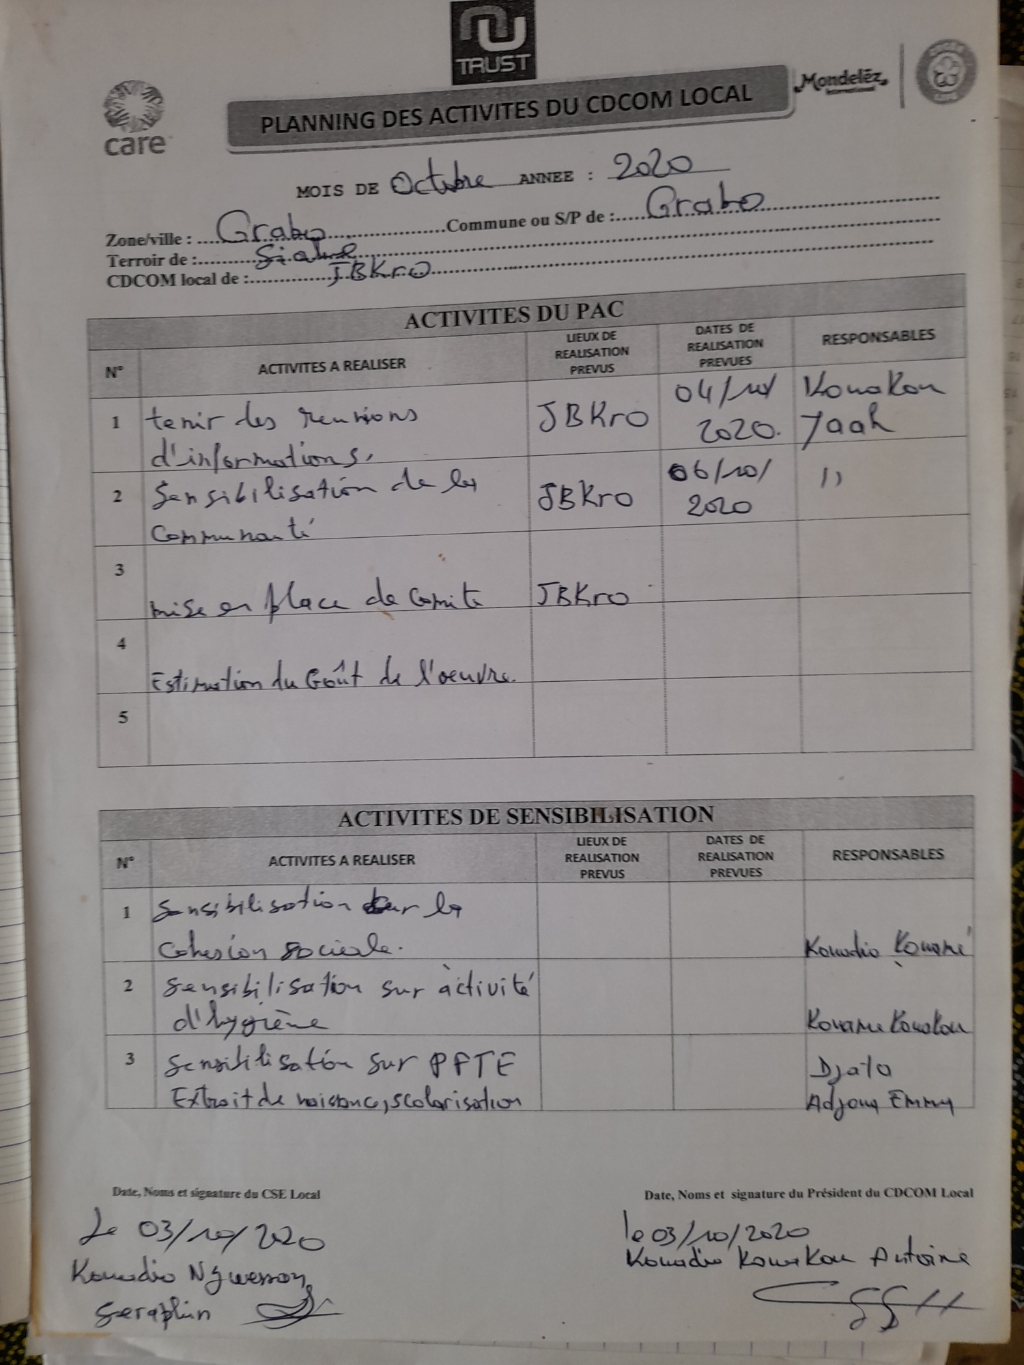 TRUST
care
Mondelēz
International
PLANNING DES ACTIVITES DU CDCOM LOCAL
MOIS DE Octobre ANNEE : 2020
Zone/ville : Grabo Commune ou S/P de : Grabo
Terroir de :
CDCOM local de : JBKro
ACTIVITES DU PAC
N° ACTIVITES A REALISER LIEUX DE REALISATION PREVUS DATES DE REALISATION PREVUES RESPONSABLES
1 tenir des reunions JBKro 04/10/ Kouakou
d'informations, 2020. Yaah
2 Sensibilisation de la JBKro 06/10/ 11
Communauté 2020
3 mise en place de Comite JBKro
4 Estimation du Goût de l'oeuvre.
5
ACTIVITES DE SENSIBILISATION
N° ACTIVITES A REALISER LIEUX DE REALISATION PREVUS DATES DE REALISATION PREVUES RESPONSABLES
1 Sensibilisation sur la
Cohesion sociale. Kouadio Kouamé
2 Sensibilisation sur activité
d'hygiène Kouame Kouakou
3 Sensibilisation sur PFTE Djato
Extrait de naissance, scolarisation Adjoua Emmy
Date, Noms et signature du CSE Local Date, Noms et signature du Président du CDCOM Local
Le 03/10/2020 le 03/10/2020
Kouadio N'guessan Kouadio Kouakou Antoine
Seraphin